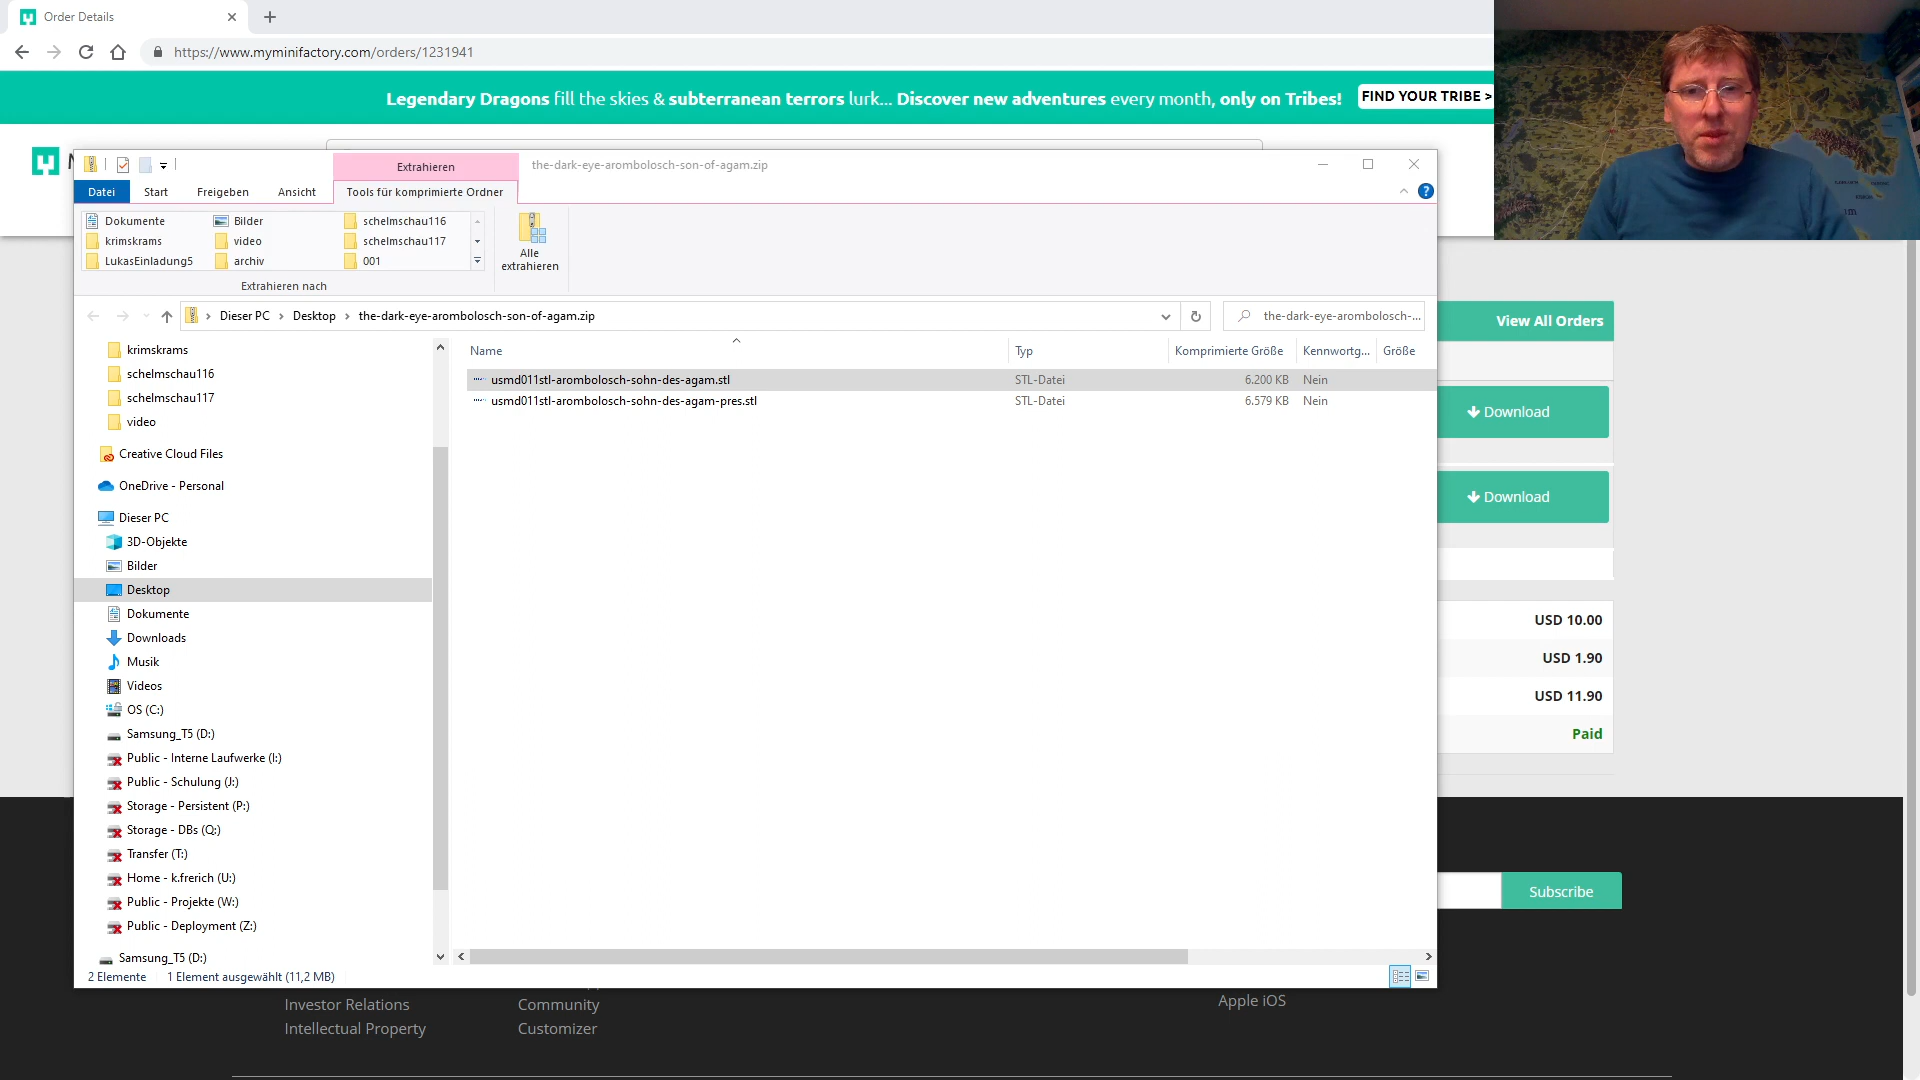 Order Details
https://www.myminifactory.com/orders/1231941
Legendary Dragons fill the skies & subterranean terrors lurk... Discover new adventures every month, only on Tribes!
FIND YOUR TRIBE >
Extrahieren
the-dark-eye-arombolosch-son-of-agam.zip
Datei
Start
Freigeben
Ansicht
Tools für komprimierte Ordner
Dokumente
Bilder
schelmschau116
krimskrams
video
schelmschau117
LukasEinladung5
archiv
001
Alle
extrahieren
Extrahieren nach
Dieser PC
Desktop
the-dark-eye-arombolosch-son-of-agam.zip
the-dark-eye-arombolosch-...
Name
Typ
Komprimierte Größe
Kennwortg...
Größe
usmd011stl-arombolosch-sohn-des-agam.stl
STL-Datei
6.200 KB
Nein
usmd011stl-arombolosch-sohn-des-agam-pres.stl
STL-Datei
6.579 KB
Nein
krimskrams
schelmschau116
schelmschau117
video
Creative Cloud Files
OneDrive - Personal
Dieser PC
3D-Objekte
Bilder
Desktop
Dokumente
Downloads
Musik
Videos
OS (C:)
Samsung_T5 (D:)
Public - Interne Laufwerke (I:)
Public - Schulung (J:)
Storage - Persistent (P:)
Storage - DBs (Q:)
Transfer (T:)
Home - k.frerich (U:)
Public - Projekte (W:)
Public - Deployment (Z:)
Samsung_T5 (D:)
2 Elemente
1 Element ausgewählt (11,2 MB)
View All Orders
Download
Download
USD 10.00
USD 1.90
USD 11.90
Paid
Subscribe
Investor Relations
Community
Apple iOS
Intellectual Property
Customizer